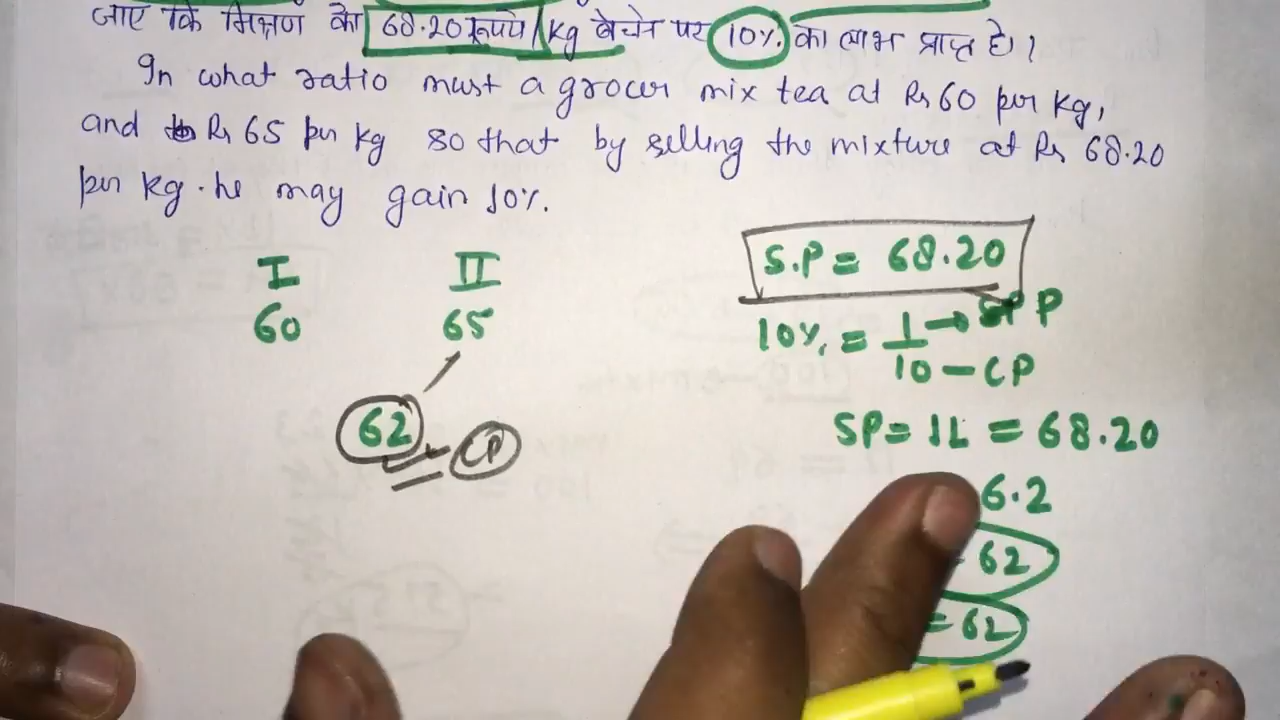 जाए कि मिश्रण को 68.20 रूपये/kg बेचने पर 10% का लाभ प्राप्त हो।
In what ratio must a grocer mix tea at Rs 60 per kg,
and Rs 65 per kg so that by selling the mixture at Rs 68.20
per kg. he may gain 10%.
I II
60 65
62 CP
S.P = 68.20
10% = 1/10 → P
- CP
SP = 11 = 68.20
6.2
= 62
= 62